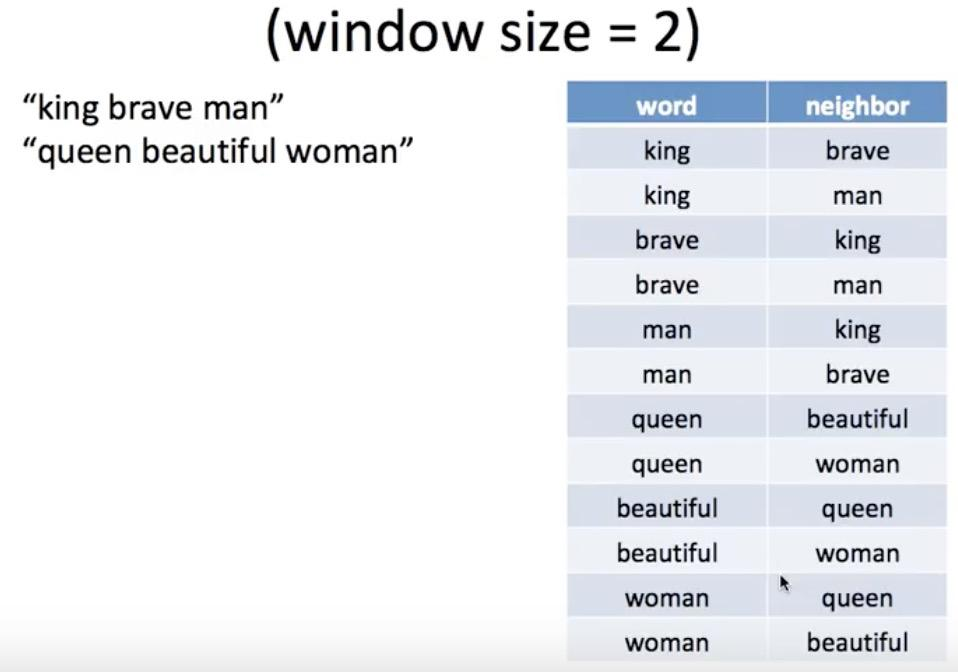 (window size = 2)
“king brave man”
“queen beautiful woman”
word neighbor
king brave
king man
brave king
brave man
man king
man brave
queen beautiful
queen woman
beautiful queen
beautiful woman
woman queen
woman beautiful